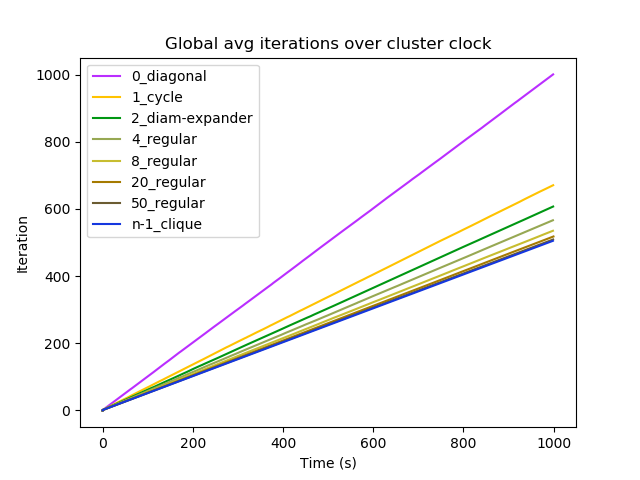 Global avg iterations over cluster clock
0_diagonal
1_cycle
2_diam-expander
4_regular
8_regular
20_regular
50_regular
n-1_clique
Iteration
1000
800
600
400
200
0
0 200 400 600 800 1000
Time (s)